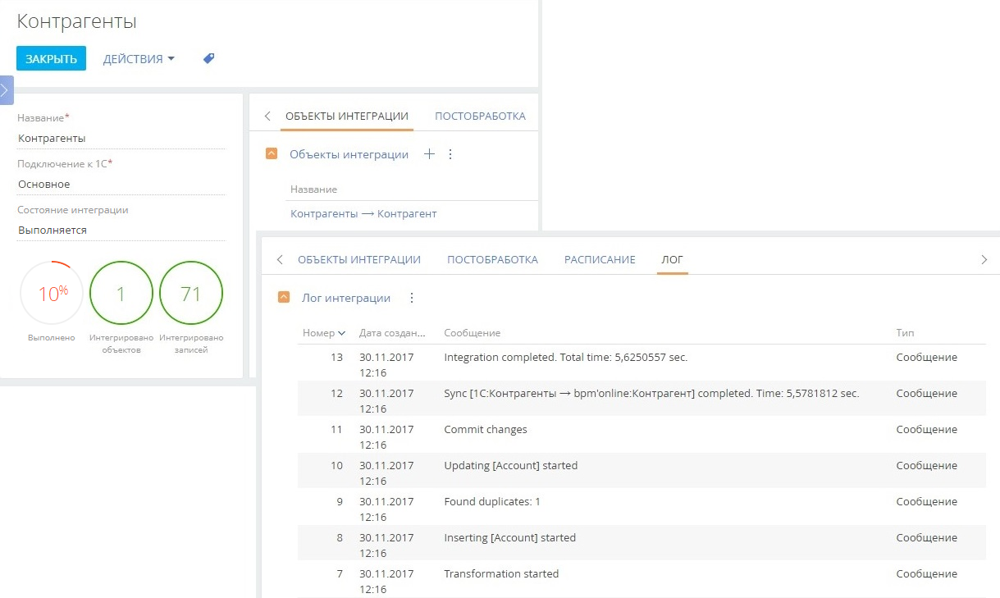 Контрагенты
ЗАКРЫТЬ ДЕЙСТВИЯ
Название*
Контрагенты
Подключение к 1С*
Основное
Состояние интеграции
Выполняется
10% 1 71
Выполнено Интегрировано Интегрировано
объектов записей
ОБЪЕКТЫ ИНТЕГРАЦИИ ПОСТОБРАБОТКА
Объекты интеграции
Название
Контрагенты → Контрагент
ОБЪЕКТЫ ИНТЕГРАЦИИ ПОСТОБРАБОТКА РАСПИСАНИЕ ЛОГ
Лог интеграции
Номер Дата создан... Сообщение Тип
13 30.11.2017 Integration completed. Total time: 5,6250557 sec. Сообщение
12:16
12 30.11.2017 Sync [1С:Контрагенты → bpm'online:Контрагент] completed. Time: 5,5781812 sec. Сообщение
12:16
11 30.11.2017 Commit changes Сообщение
12:16
10 30.11.2017 Updating [Account] started Сообщение
12:16
9 30.11.2017 Found duplicates: 1 Сообщение
12:16
8 30.11.2017 Inserting [Account] started Сообщение
12:16
7 30.11.2017 Transformation started Сообщение
12:16